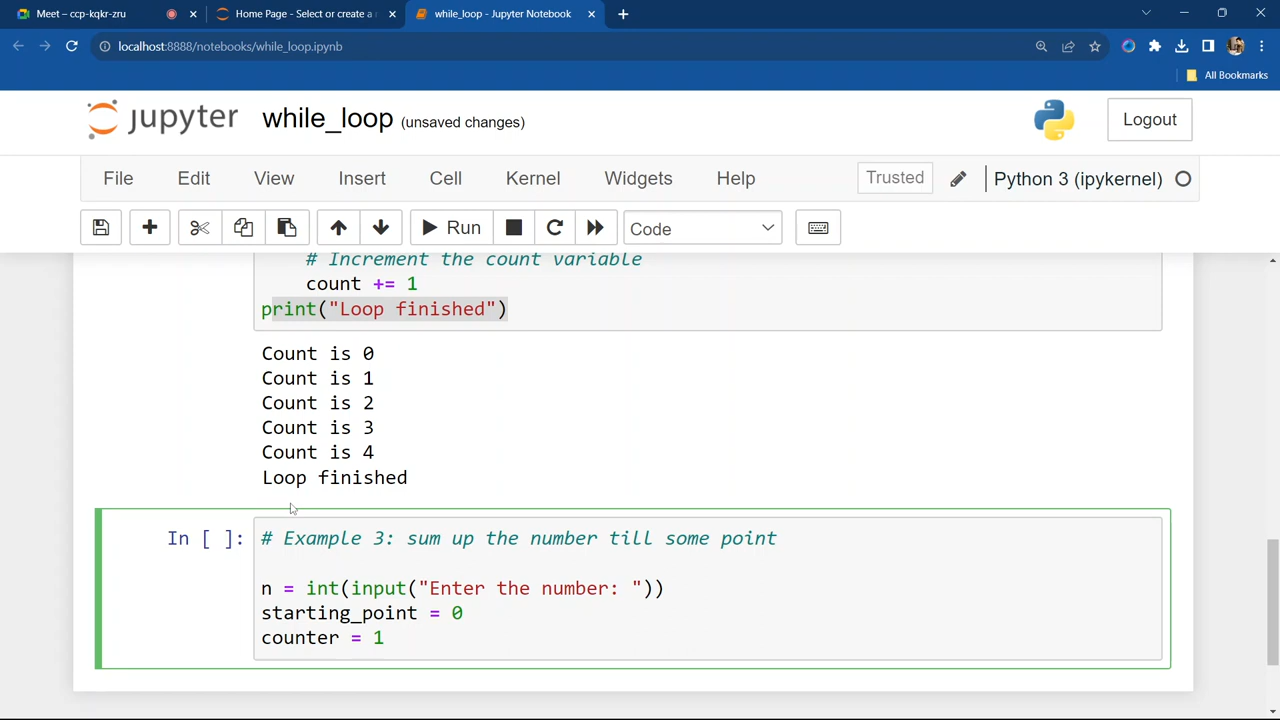 Meet – ccp-kqkr-zru
Home Page - Select or create a
while_loop - Jupyter Notebook
localhost:8888/notebooks/while_loop.ipynb
All Bookmarks
jupyter while_loop (unsaved changes)
Logout
File Edit View Insert Cell Kernel Widgets Help
Trusted
Python 3 (ipykernel)
Run
Code
# Increment the count variable
count += 1
print("Loop finished")
Count is 0
Count is 1
Count is 2
Count is 3
Count is 4
Loop finished
In [ ]: # Example 3: sum up the number till some point
n = int(input("Enter the number: "))
starting_point = 0
counter = 1